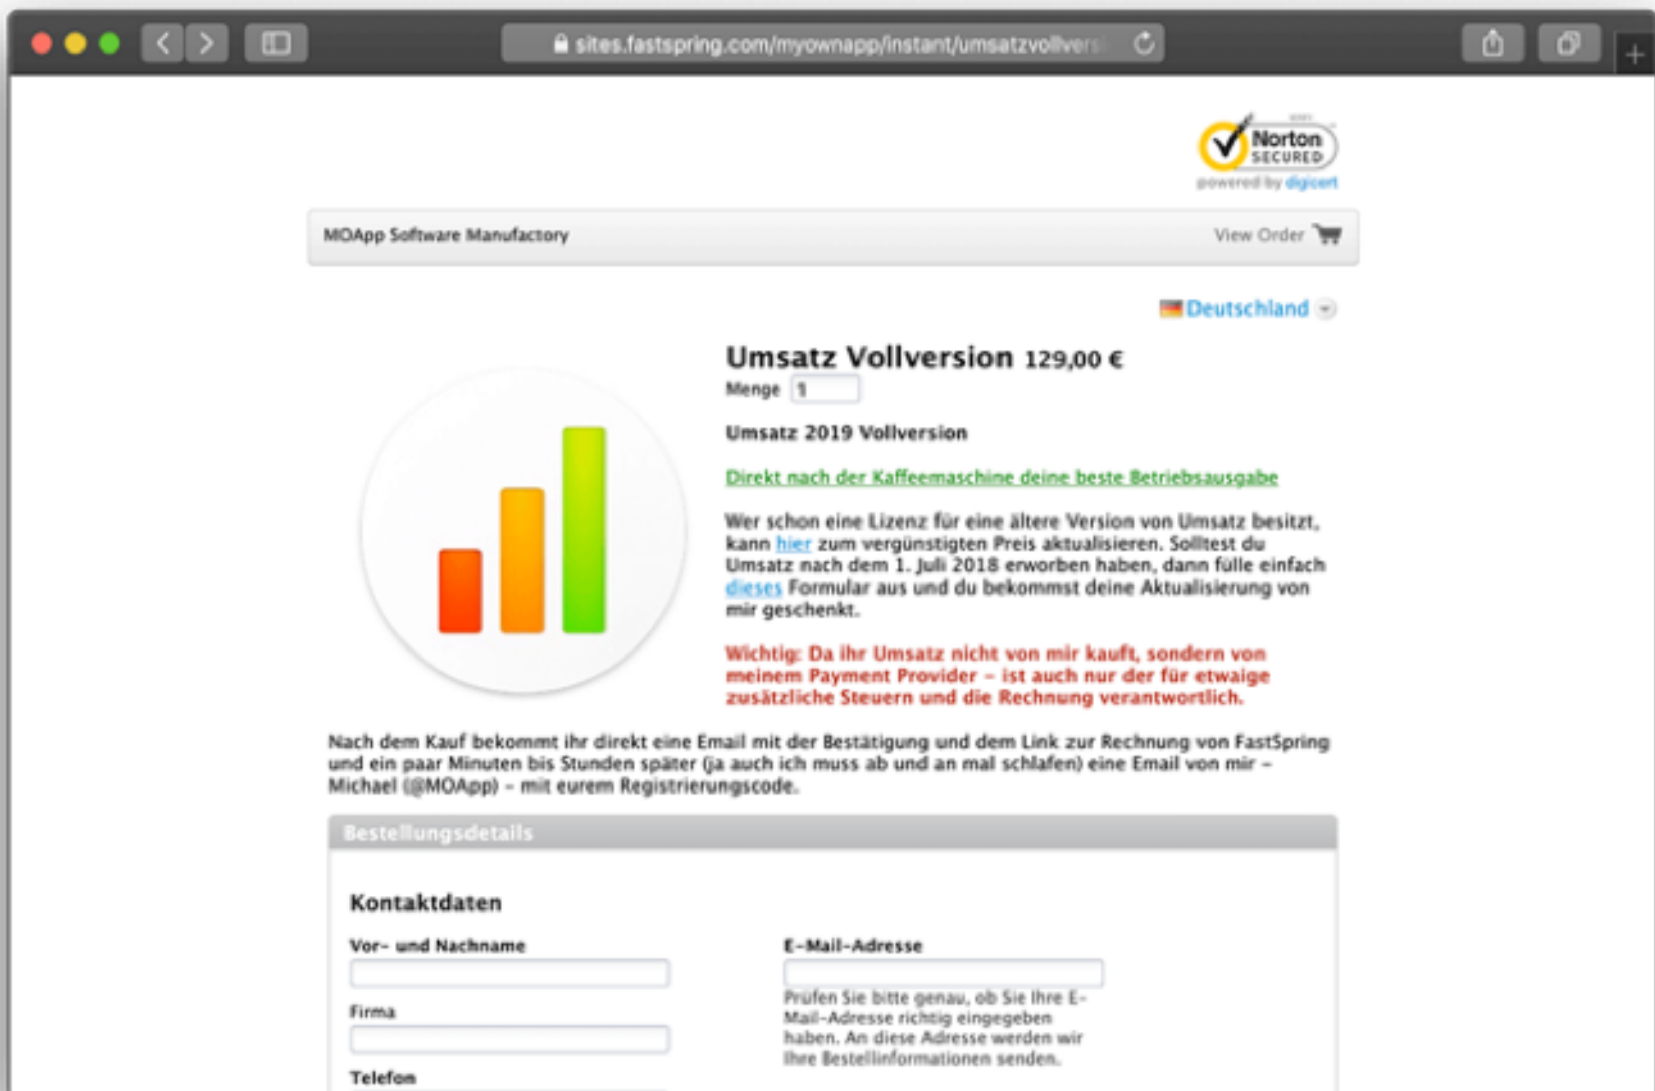 sites.fastspring.com/myownapp/instant/umsatzvollversi
Norton
SECURED
powered by digicert
MOApp Software Manufactory
View Order
Deutschland
Umsatz Vollversion 129,00 €
Menge 1
Umsatz 2019 Vollversion
Direkt nach der Kaffeemaschine deine beste Betriebsausgabe
Wer schon eine Lizenz für eine ältere Version von Umsatz besitzt,
kann hier zum vergünstigten Preis aktualisieren. Solltest du
Umsatz nach dem 1. Juli 2018 erworben haben, dann fülle einfach
dieses Formular aus und du bekommst deine Aktualisierung von
mir geschenkt.
Wichtig: Da ihr Umsatz nicht von mir kauft, sondern von
meinem Payment Provider – ist auch nur der für etwaige
zusätzliche Steuern und die Rechnung verantwortlich.
Nach dem Kauf bekommt ihr direkt eine Email mit der Bestätigung und dem Link zur Rechnung von FastSpring
und ein paar Minuten bis Stunden später (ja auch ich muss ab und an mal schlafen) eine Email von mir –
Michael (@MOApp) – mit eurem Registrierungscode.
Bestellungsdetails
Kontaktdaten
Vor- und Nachname
E-Mail-Adresse
Prüfen Sie bitte genau, ob Sie Ihre E-
Mail-Adresse richtig eingegeben
haben. An diese Adresse werden wir
Ihre Bestellinformationen senden.
Firma
Telefon